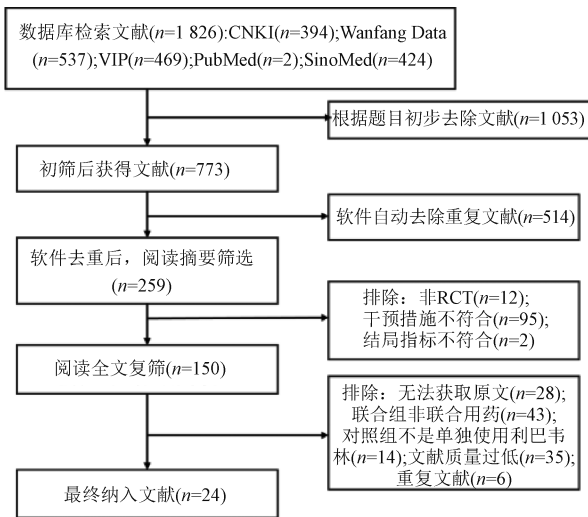 数据库检索文献(n=1 826):CNKI(n=394);Wanfang Data
(n=537);VIP(n=469);PubMed(n=2);SinoMed(n=424)
根据题目初步去除文献(n=1 053)
初筛后获得文献(n=773)
软件自动去除重复文献(n=514)
软件去重后，阅读摘要筛选
(n=259)
排除：非RCT(n=12);
干预措施不符合(n=95);
结局指标不符合(n=2)
阅读全文复筛(n=150)
排除：无法获取原文(n=28);
联合组非联合用药(n=43);
对照组不是单独使用利巴韦
林(n=14);文献质量过低(n=35);
重复文献(n=6)
最终纳入文献(n=24)